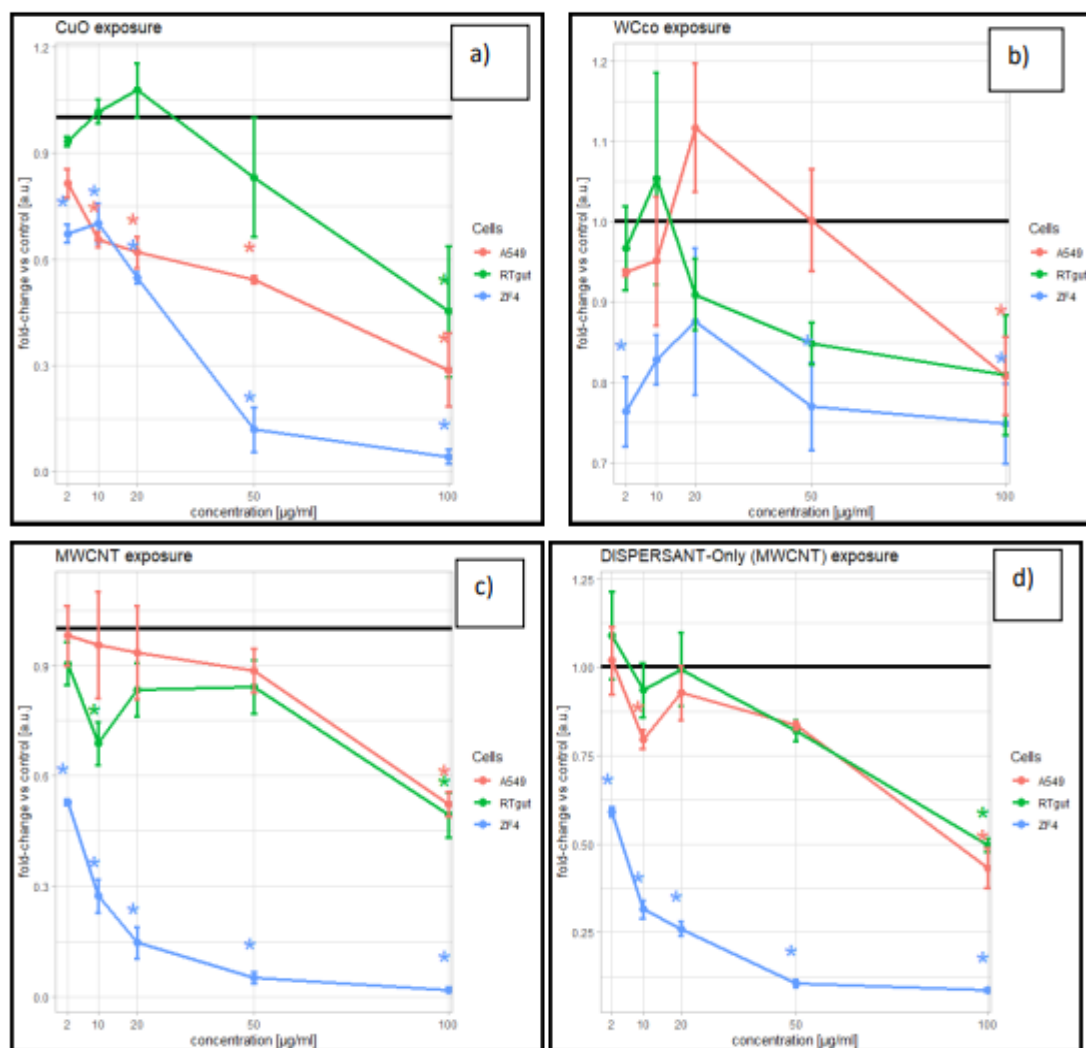 CuO exposure
a)
fold-change vs control [a.u.]
1.2
0.9
0.6
0.3
0.0
2 10 20 50 100
concentration [µg/ml]
Cells
A549
RTgut
ZF4
WCco exposure
b)
fold-change vs control [a.u.]
1.2
1.1
1.0
0.9
0.8
0.7
2 10 20 50 100
concentration [µg/ml]
Cells
A549
RTgut
ZF4
MWCNT exposure
c)
fold-change vs control [a.u.]
0.9
0.6
0.3
0.0
2 10 20 50 100
concentration [µg/ml]
Cells
A549
RTgut
ZF4
DISPERSANT-Only (MWCNT) exposure
d)
fold-change vs control [a.u.]
1.25
1.00
0.75
0.50
0.25
2 10 20 50 100
concentration [µg/ml]
Cells
A549
RTgut
ZF4